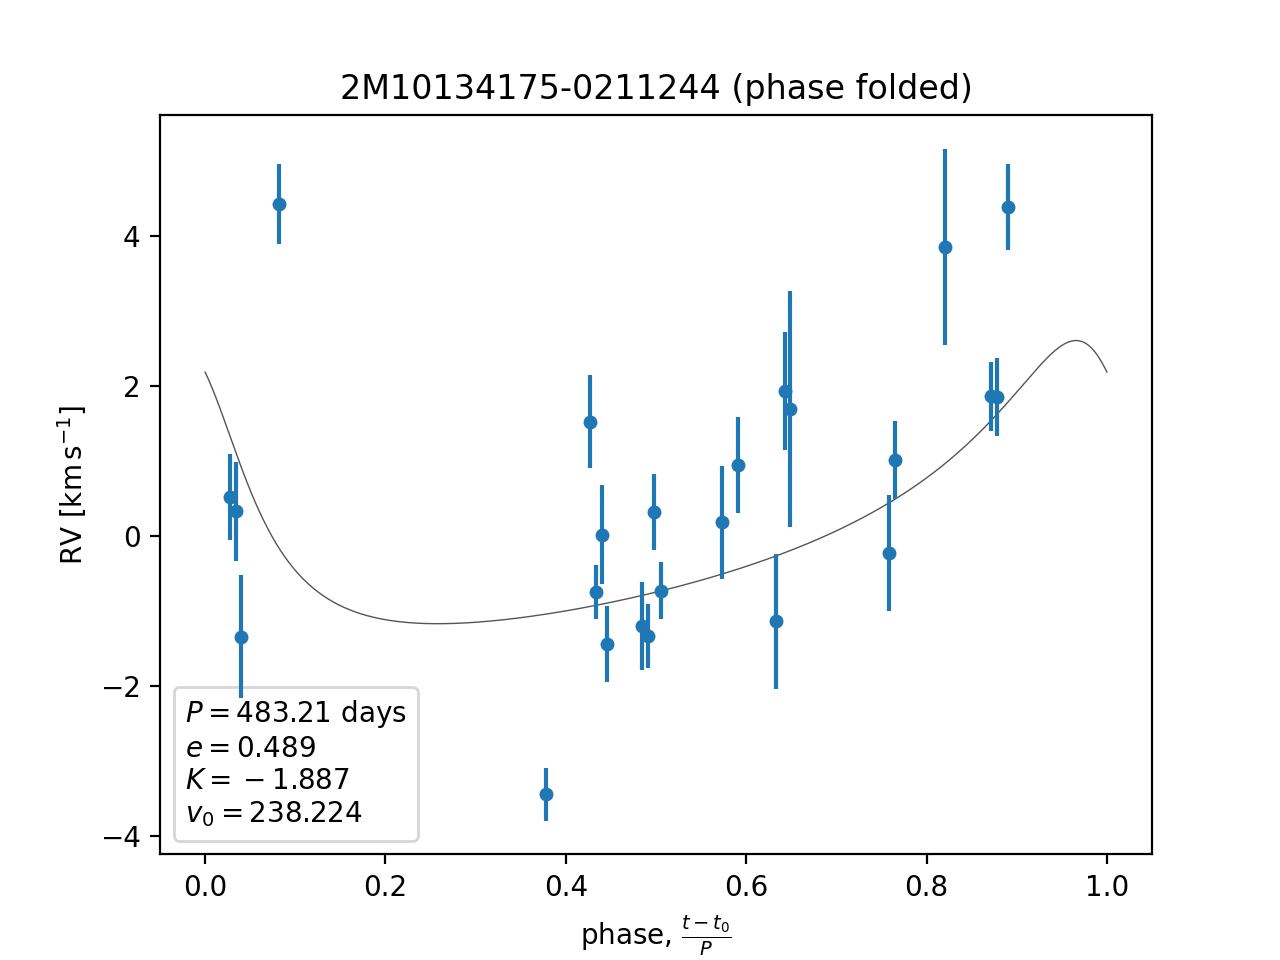 2M10134175-0211244 (phase folded)
RV [km s⁻¹]
4
2
0
−2
−4
P = 483.21 days
e = 0.489
K = −1.887
v₀ = 238.224
0.0 0.2 0.4 0.6 0.8 1.0
phase, (t − t₀)/P